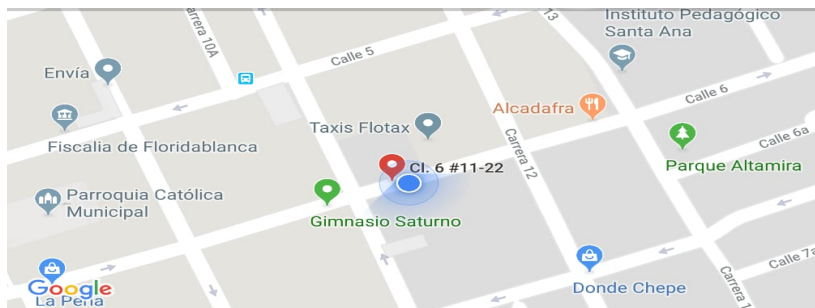 13
Instituto Pedagógico
Santa Ana
Carrera 10A
Calle 5
Envía
Calle 6
Alcadafra
Taxis Flotax
Fiscalia de Floridablanca
Carrera 12
Calle 6a
Cl. 6 #11-22
Parque Altamira
Parroquia Católica
Municipal
Gimnasio Saturno
Calle 7a
Google
La Peña
Donde Chepe
Carrera 1